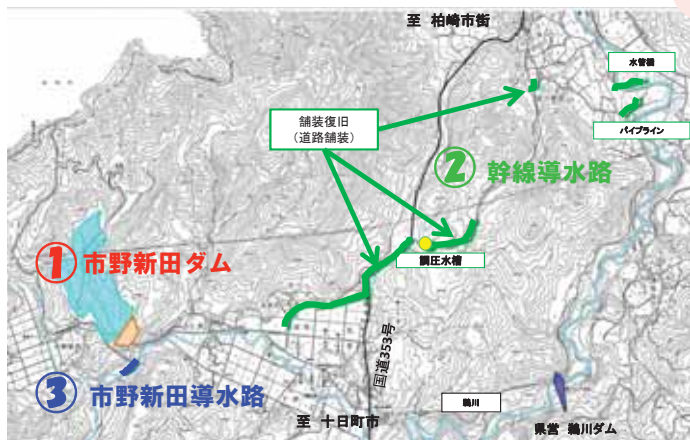 至 柏崎市街
水管橋
舗装復旧
(道路舗装)
パイプライン
② 幹線導水路
① 市野新田ダム
調圧水槽
国道353号
③ 市野新田導水路
鵜川
至 十日町市
県営 鵜川ダム